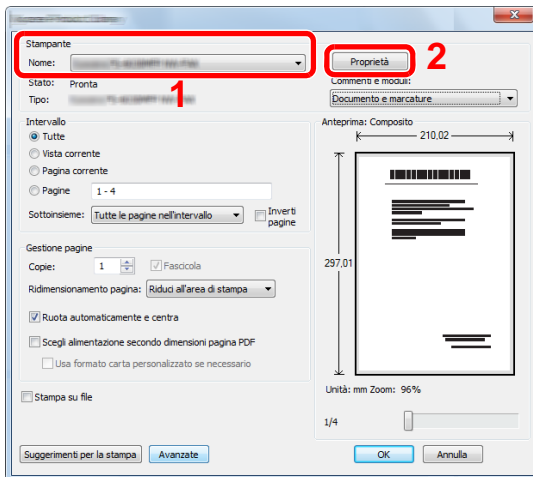 Stampante
Nome:
1
Proprietà
2
Stato: Pronta
Tipo:
Commenti e moduli:
Documento e marcature
Intervallo
Tutte
Vista corrente
Pagina corrente
Pagine 1 - 4
Sottoinsieme: Tutte le pagine nell'intervallo
Inverti
pagine
Gestione pagine
Copie: 1 Fascicola
Ridimensionamento pagina: Riduci all'area di stampa
Ruota automaticamente e centra
Scegli alimentazione secondo dimensioni pagina PDF
Usa formato carta personalizzato se necessario
Stampa su file
Anteprima: Composito
210,02
297,01
Unità: mm Zoom: 96%
1/4
Suggerimenti per la stampa
Avanzate
OK
Annulla